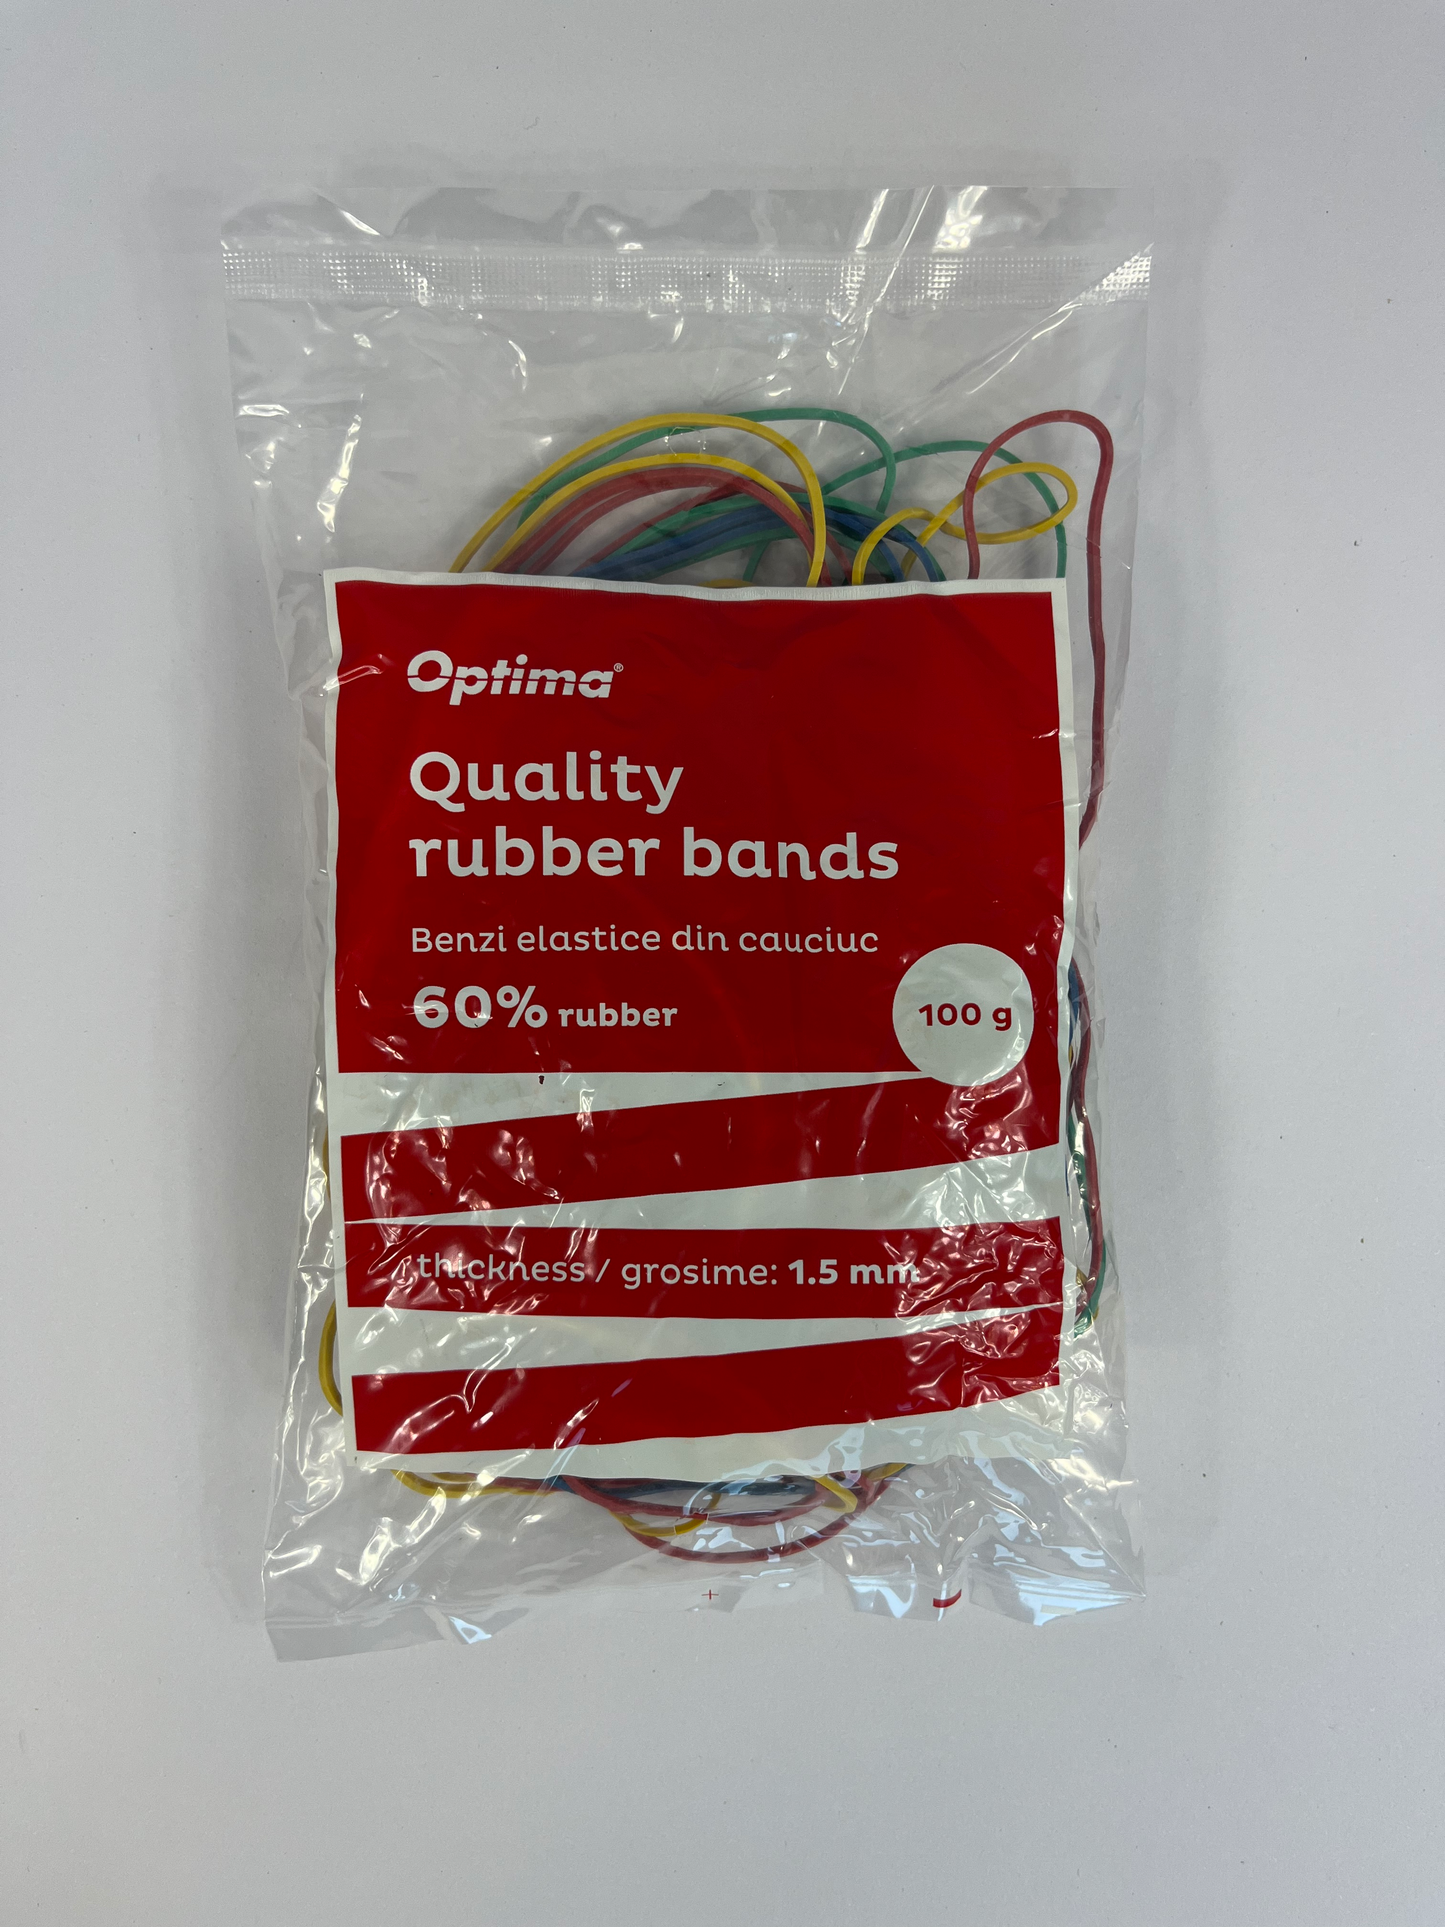 Optima®
Quality
rubber bands
Benzi elastice din cauciuc
60% rubber
100 g
thickness / grosime: 1.5 mm